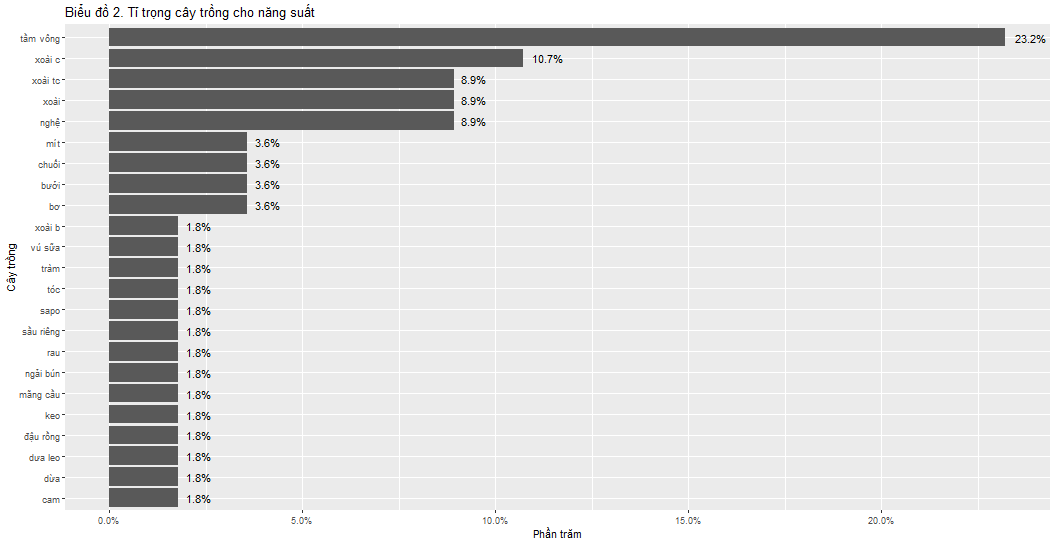 Biểu đồ 2. Tỉ trọng cây trồng cho năng suất
tầm vông 23.2%
xoài c 10.7%
xoài tc 8.9%
xoài 8.9%
nghệ 8.9%
mít 3.6%
chuối 3.6%
bưởi 3.6%
bơ 3.6%
xoài b 1.8%
vú sữa 1.8%
tràm 1.8%
tóc 1.8%
sapo 1.8%
sầu riêng 1.8%
rau 1.8%
ngãi bún 1.8%
mãng cầu 1.8%
keo 1.8%
đậu rồng 1.8%
dưa leo 1.8%
dừa 1.8%
cam 1.8%
Cây trồng
0.0% 5.0% 10.0% 15.0% 20.0%
Phần trăm